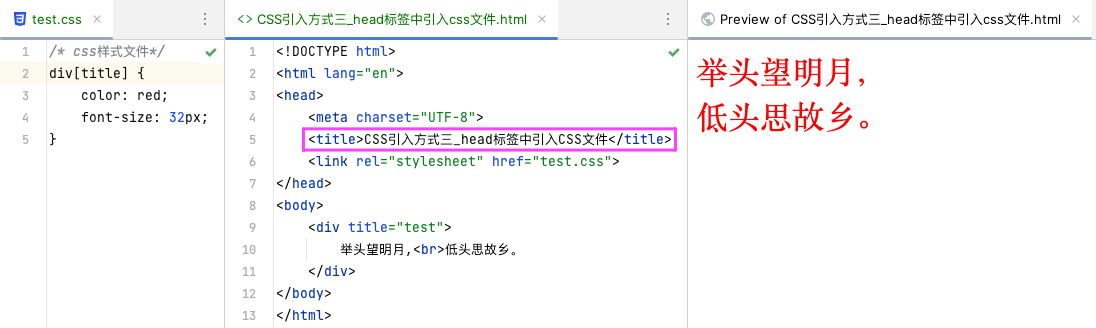 test.css
1 /* css样式文件*/
2 div[title] {
3 color: red;
4 font-size: 32px;
5 }
<> CSS引入方式三_head标签中引入css文件.html
1 <!DOCTYPE html>
2 <html lang="en">
3 <head>
4 <meta charset="UTF-8">
5 <title>CSS引入方式三_head标签中引入CSS文件</title>
6 <link rel="stylesheet" href="test.css">
7 </head>
8 <body>
9 <div title="test">
10 举头望明月,<br>低头思故乡。
11 </div>
12 </body>
13 </html>
Preview of CSS引入方式三_head标签中引入css文件.html
举头望明月,
低头思故乡。